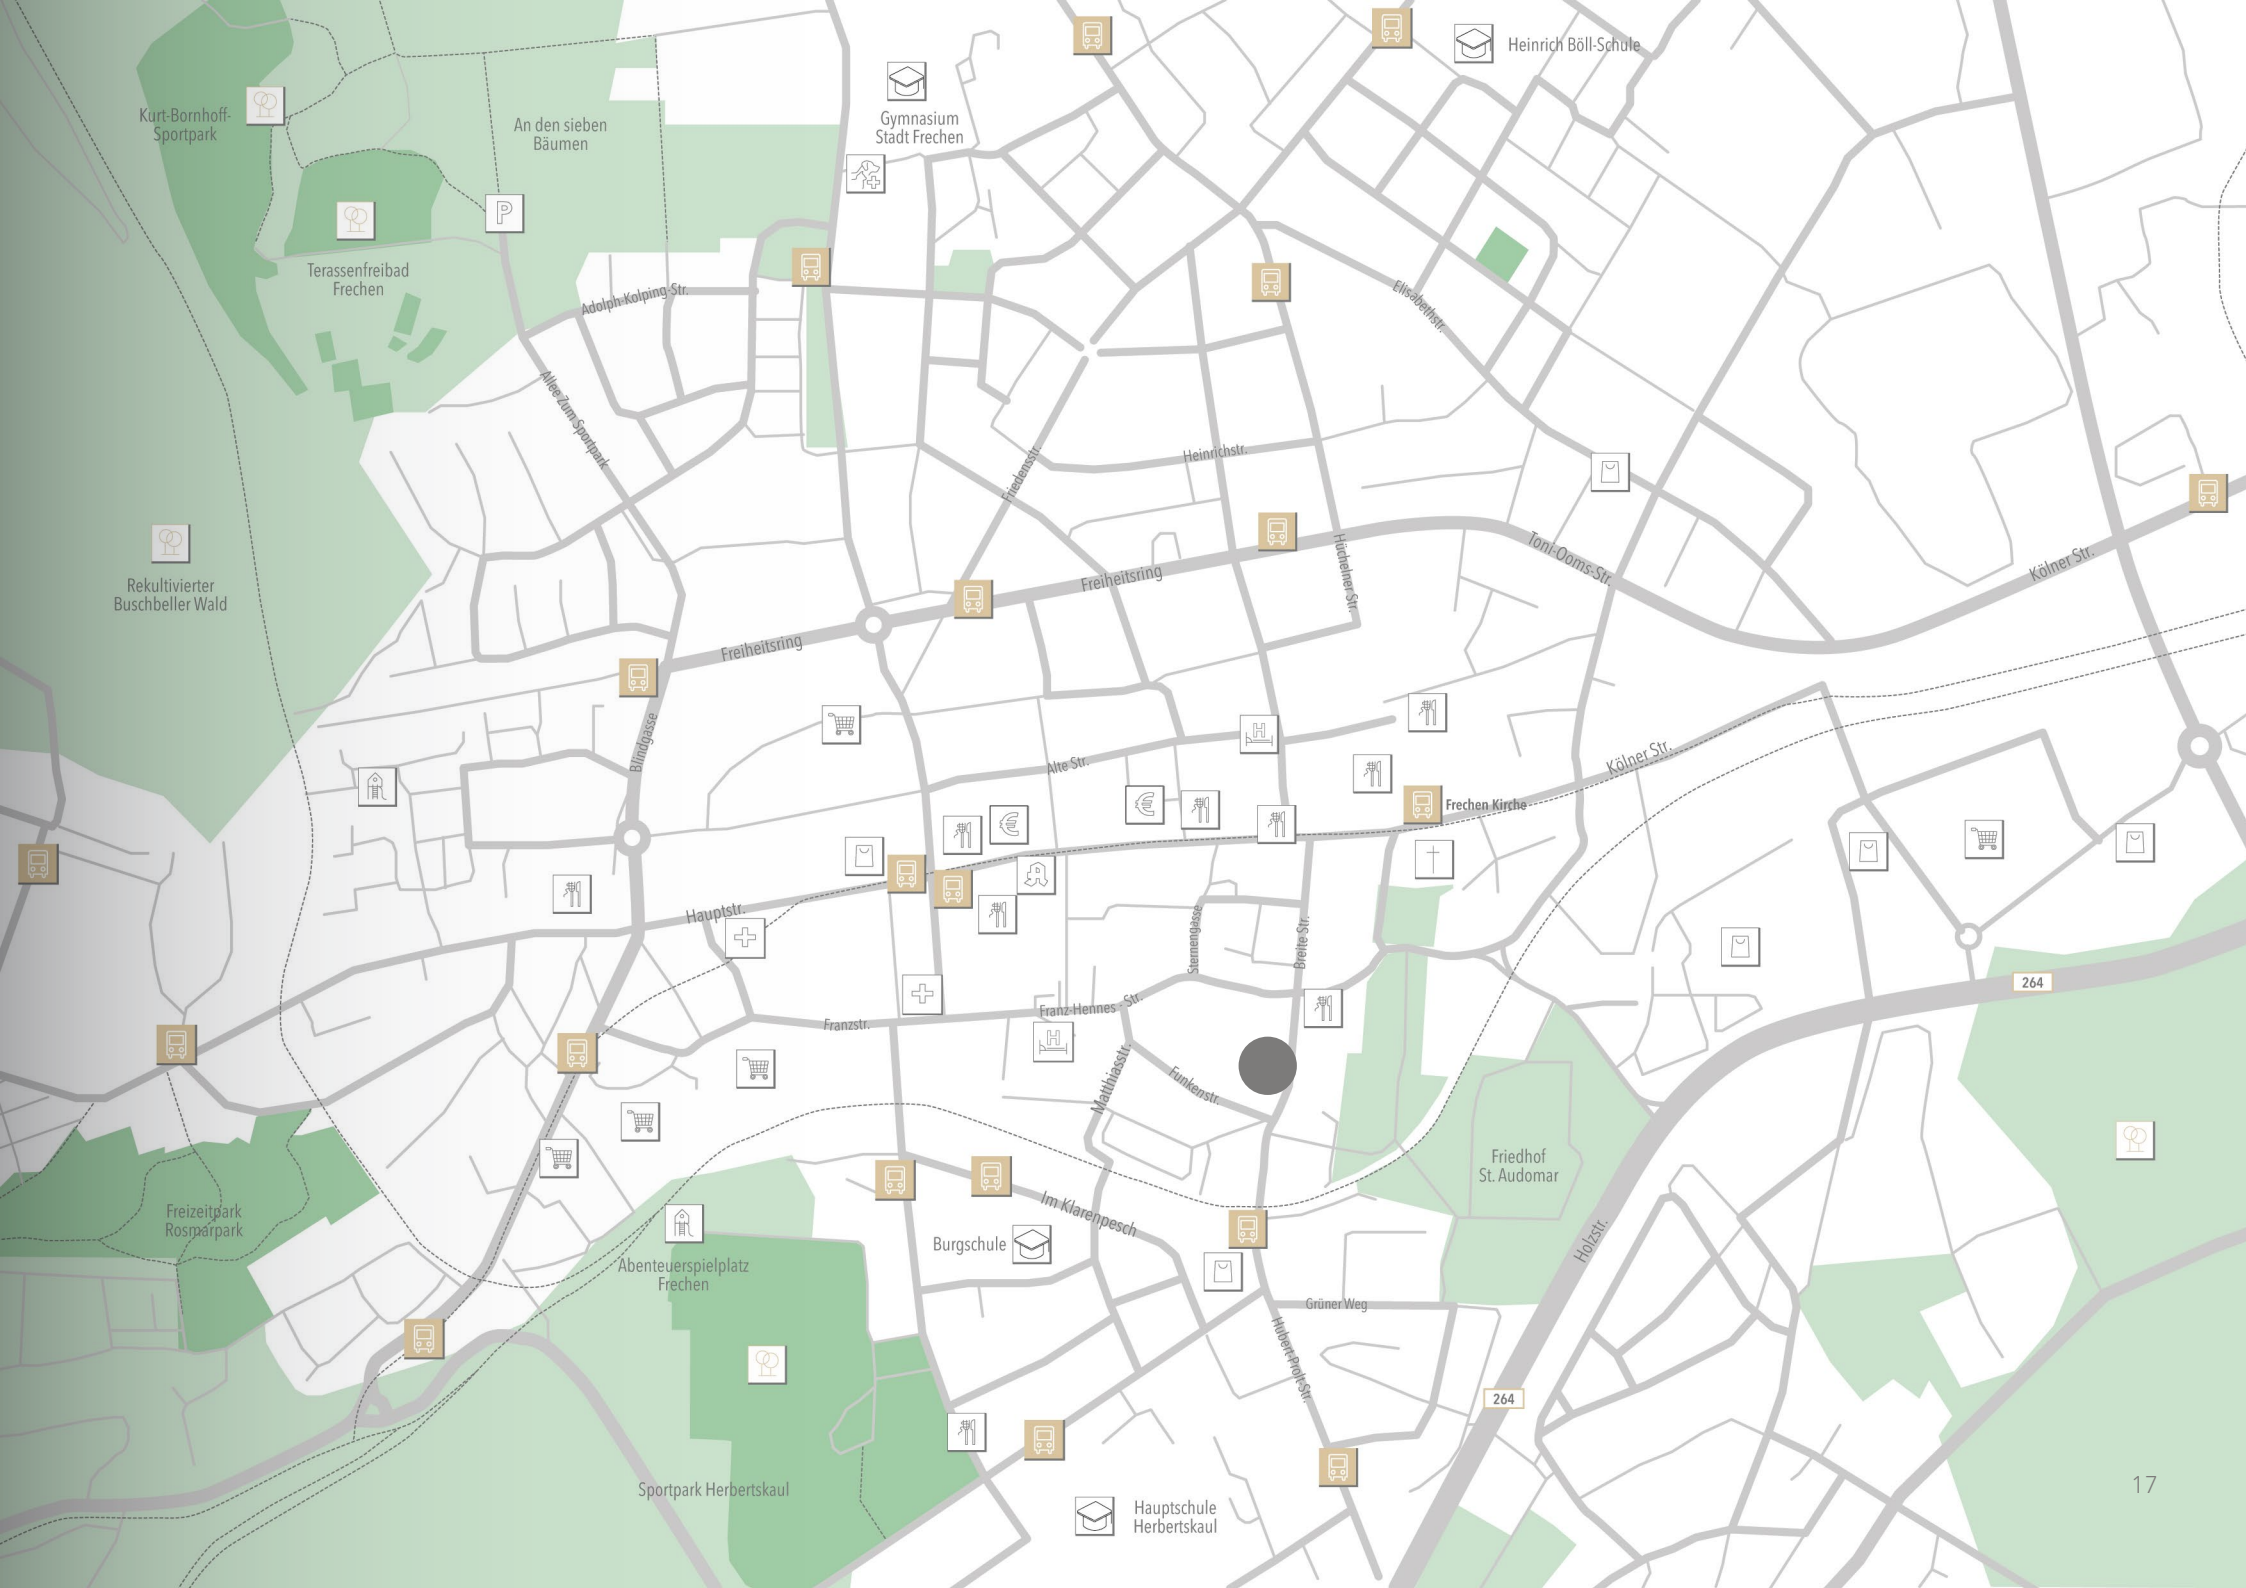 Heinrich Böll-Schule
Kurt-Bornhoff-
Sportpark
An den sieben
Bäumen
Gymnasium
Stadt Frechen
P
Terassenfreibad
Frechen
Adolph-Kolping-Str.
Elisabethstr.
Allee Zum Sportpark
Heinrichstr.
Friedensstr.
Rekultivierter
Buschbeller Wald
Freiheitsring
Hüchelner Str.
Toni-Ooms-Str.
Kölner Str.
Freiheitsring
Blindgasse
H
Alte Str.
Kölner Str.
€
€
Frechen Kirche
A
Hauptstr.
Sternengasse
Breite Str.
264
Franz-Hennes - Str.
Franzstr.
H
Matthiasstr.
Funkenstr.
Friedhof
St. Audomar
Freizeitpark
Rosmarpark
Im Klarenpesch
Burgschule
Holzstr.
Abenteuerspielplatz
Frechen
Grüner Weg
Hubert-Prott-Str.
264
Sportpark Herbertskaul
Hauptschule
Herbertskaul
17